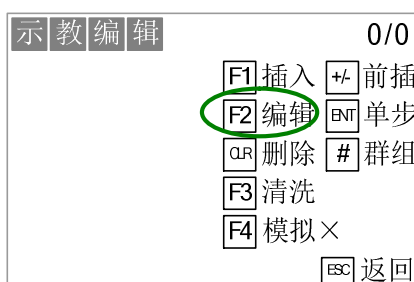 示教编辑 0/0
F1 插入 +/- 前插
F2 编辑 ENT 单步
CLR 删除 # 群组
F3 清洗
F4 模拟×
ESC 返回